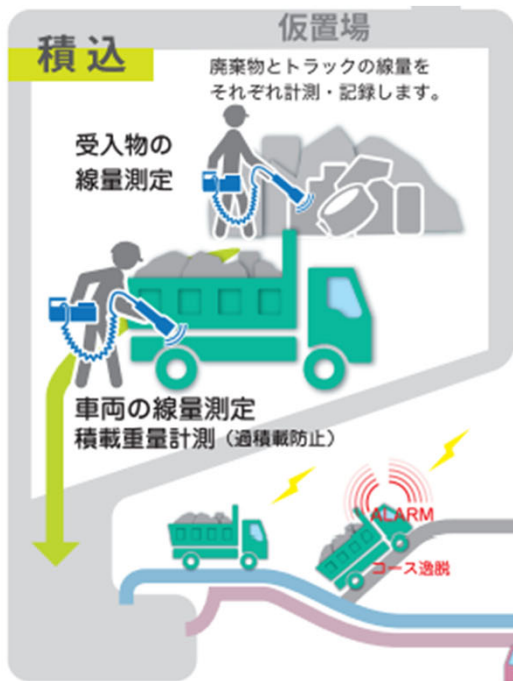 仮置場
積込
廃棄物とトラックの線量を
それぞれ計測・記録します。
受入物の
線量測定
車両の線量測定
積載重量計測（過積載防止）
ALARM
コース逸脱